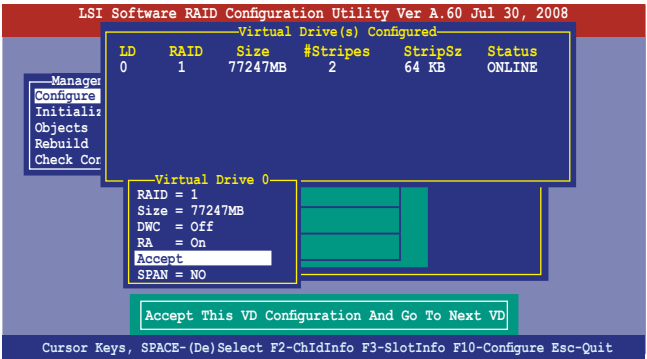 LSI Software RAID Configuration Utility Ver A.60 Jul 30, 2008
Virtual Drive(s) Configured
LD RAID Size #Stripes StripSz Status
0 1 77247MB 2 64 KB ONLINE
Manager
Configure
Initializ
Objects
Rebuild
Check Con
Virtual Drive 0
RAID = 1
Size = 77247MB
DWC = Off
RA = On
Accept
SPAN = NO
Accept This VD Configuration And Go To Next VD
Cursor Keys, SPACE-(De)Select F2-ChIdInfo F3-SlotInfo F10-Configure Esc-Quit